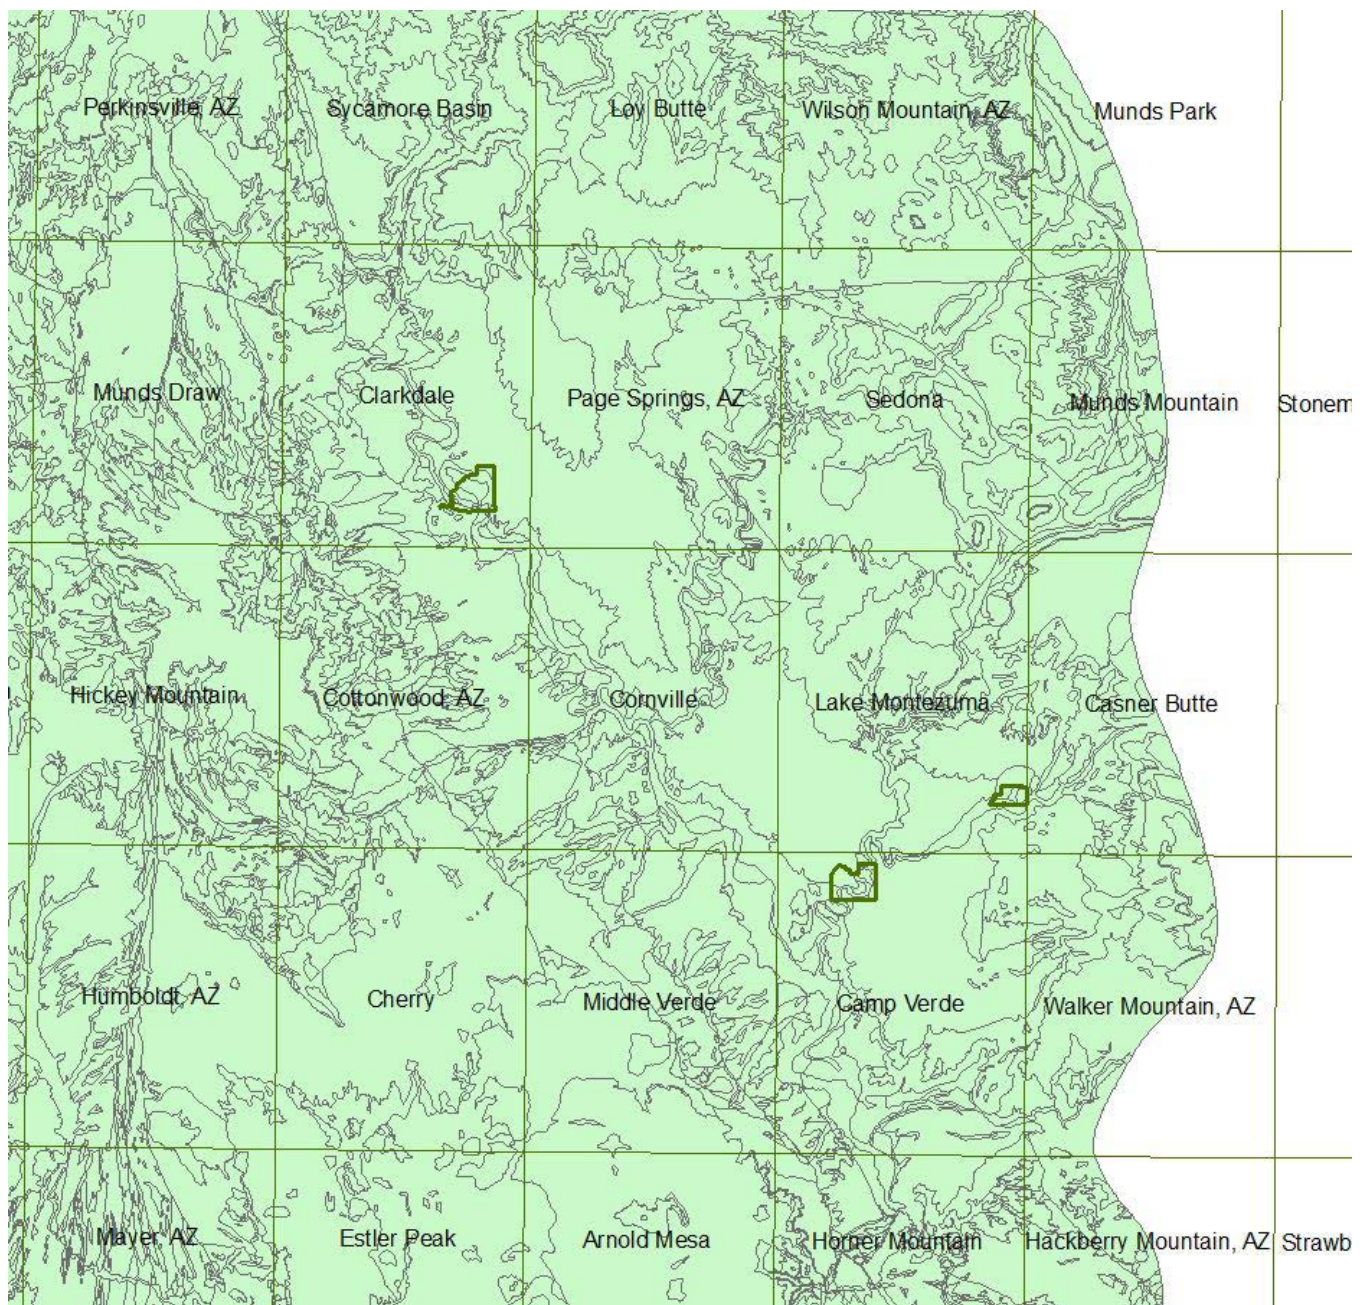 Perkinsville, AZ
Sycamore Basin
Loy Butte
Wilson Mountain, AZ
Munds Park
Munds Draw
Clarkdale
Page Springs, AZ
Sedona
Munds Mountain
Stonem
Hickey Mountain
Cottonwood, AZ
Cornville
Lake Montezuma
Casner Butte
Humboldt, AZ
Cherry
Middle Verde
Camp Verde
Walker Mountain, AZ
Mayer, AZ
Estler Peak
Arnold Mesa
Horner Mountain
Hackberry Mountain, AZ
Strawb